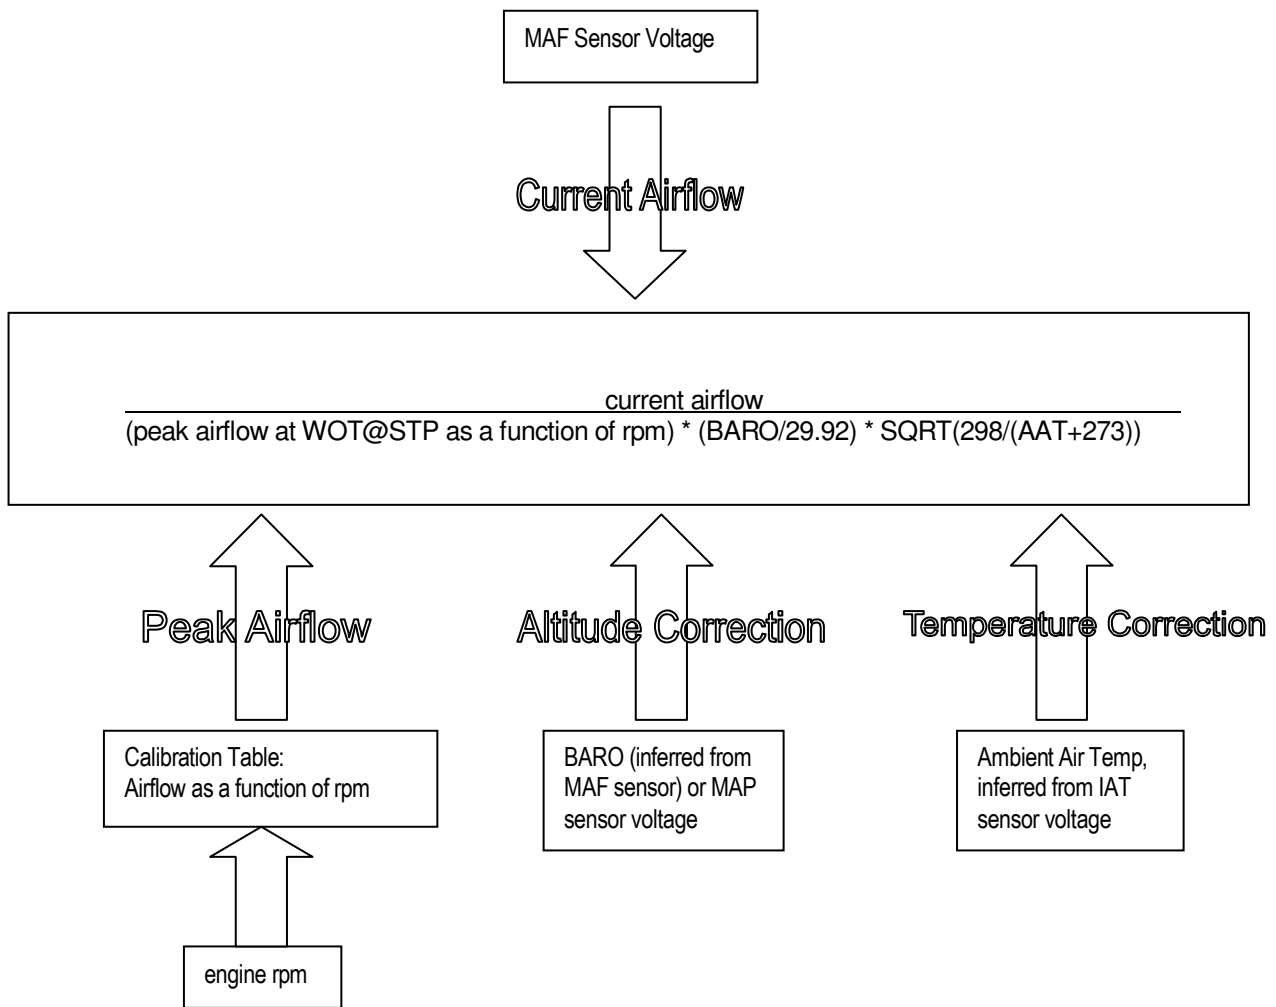 MAF Sensor Voltage
Current Airflow
current airflow
(peak airflow at WOT@STP as a function of rpm) * (BARO/29.92) * SQRT(298/(AAT+273))
Peak Airflow
Altitude Correction
Temperature Correction
Calibration Table:
Airflow as a function of rpm
BARO (inferred from
MAF sensor) or MAP
sensor voltage
Ambient Air Temp,
inferred from IAT
sensor voltage
engine rpm